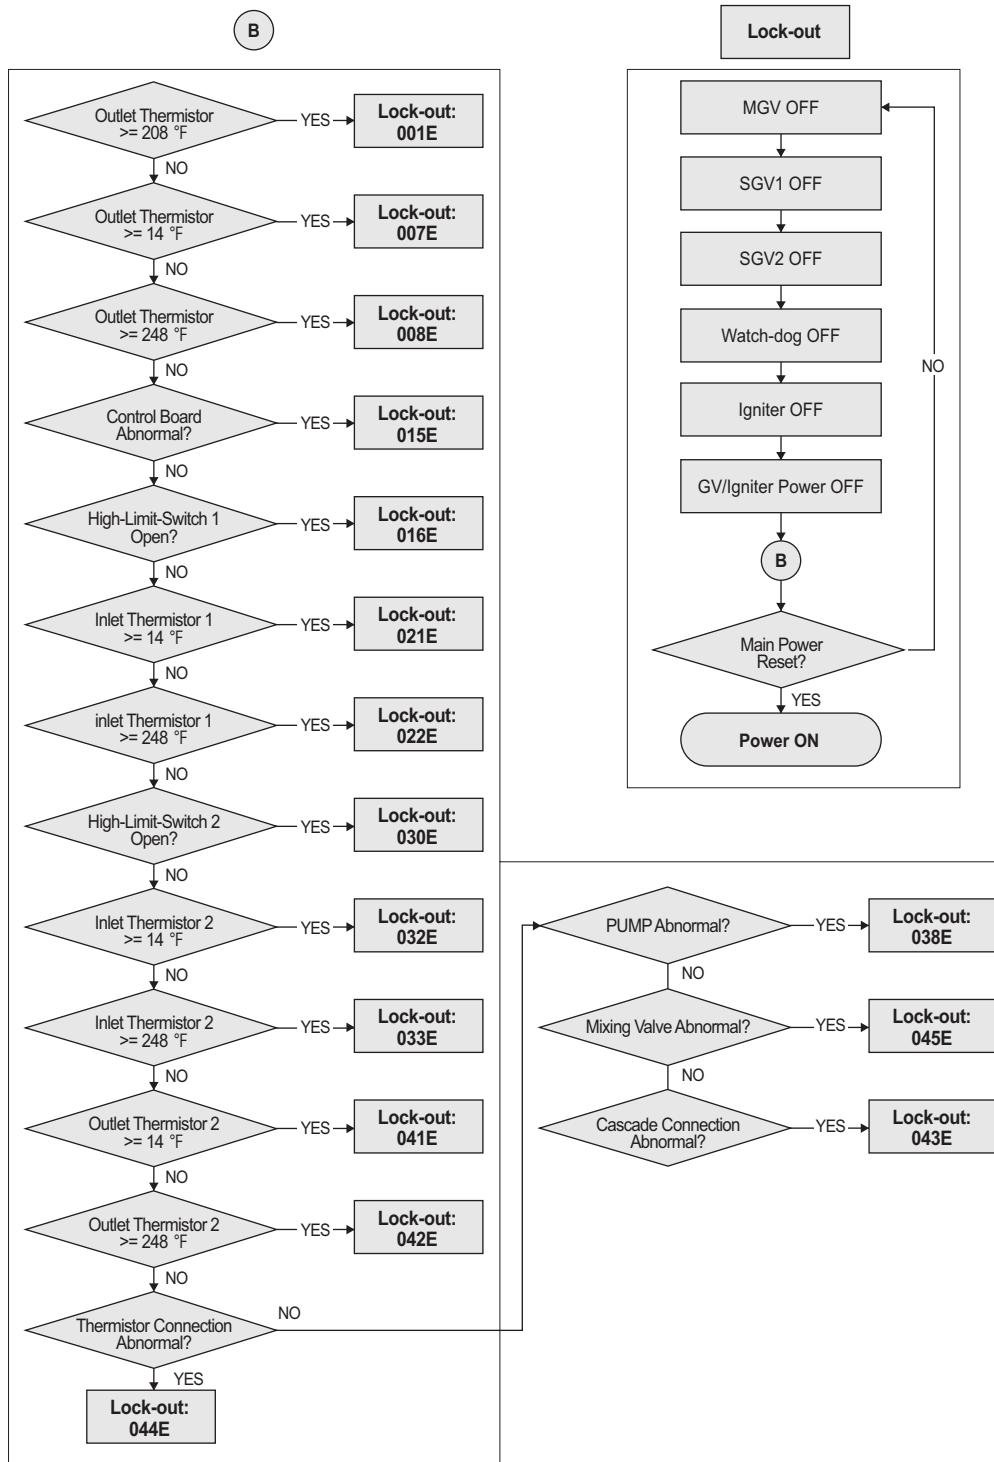 B
Outlet Thermistor
>= 208 °F
YES
Lock-out:
001E
NO
Outlet Thermistor
>= 14 °F
YES
Lock-out:
007E
NO
Outlet Thermistor
>= 248 °F
YES
Lock-out:
008E
NO
Control Board
Abnormal?
YES
Lock-out:
015E
NO
High-Limit-Switch 1
Open?
YES
Lock-out:
016E
NO
Inlet Thermistor 1
>= 14 °F
YES
Lock-out:
021E
NO
inlet Thermistor 1
>= 248 °F
YES
Lock-out:
022E
NO
High-Limit-Switch 2
Open?
YES
Lock-out:
030E
NO
Inlet Thermistor 2
>= 14 °F
YES
Lock-out:
032E
NO
Inlet Thermistor 2
>= 248 °F
YES
Lock-out:
033E
NO
Outlet Thermistor 2
>= 14 °F
YES
Lock-out:
041E
NO
Outlet Thermistor 2
>= 248 °F
YES
Lock-out:
042E
NO
Thermistor Connection
Abnormal?
NO
YES
Lock-out:
044E
Lock-out
MGV OFF
SGV1 OFF
SGV2 OFF
Watch-dog OFF
Igniter OFF
GV/Igniter Power OFF
B
Main Power
Reset?
NO
YES
Power ON
PUMP Abnormal?
YES
Lock-out:
038E
NO
Mixing Valve Abnormal?
YES
Lock-out:
045E
NO
Cascade Connection
Abnormal?
YES
Lock-out:
043E